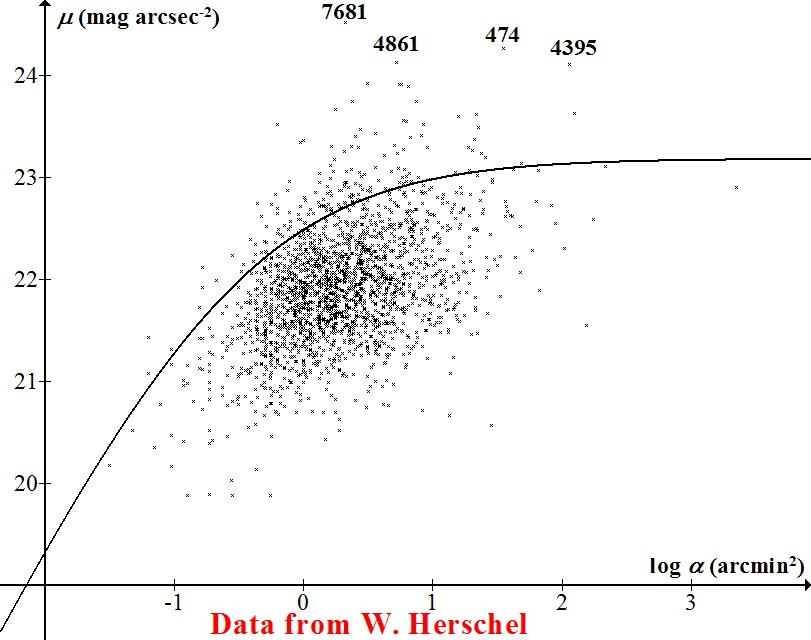 μ (mag arcsec-2)
7681
4861
474
4395
24
23
22
21
20
log α (arcmin2)
-1 0 1 2 3
Data from W. Herschel